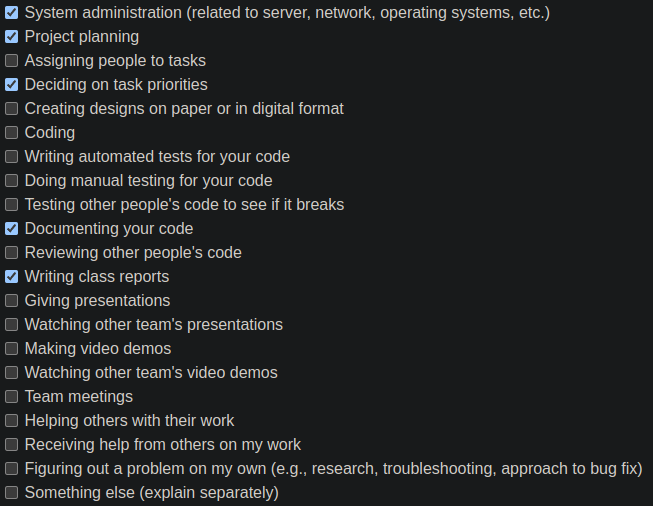 System administration (related to server, network, operating systems, etc.)
Project planning
Assigning people to tasks
Deciding on task priorities
Creating designs on paper or in digital format
Coding
Writing automated tests for your code
Doing manual testing for your code
Testing other people's code to see if it breaks
Documenting your code
Reviewing other people's code
Writing class reports
Giving presentations
Watching other team's presentations
Making video demos
Watching other team's video demos
Team meetings
Helping others with their work
Receiving help from others on my work
Figuring out a problem on my own (e.g., research, troubleshooting, approach to bug fix)
Something else (explain separately)